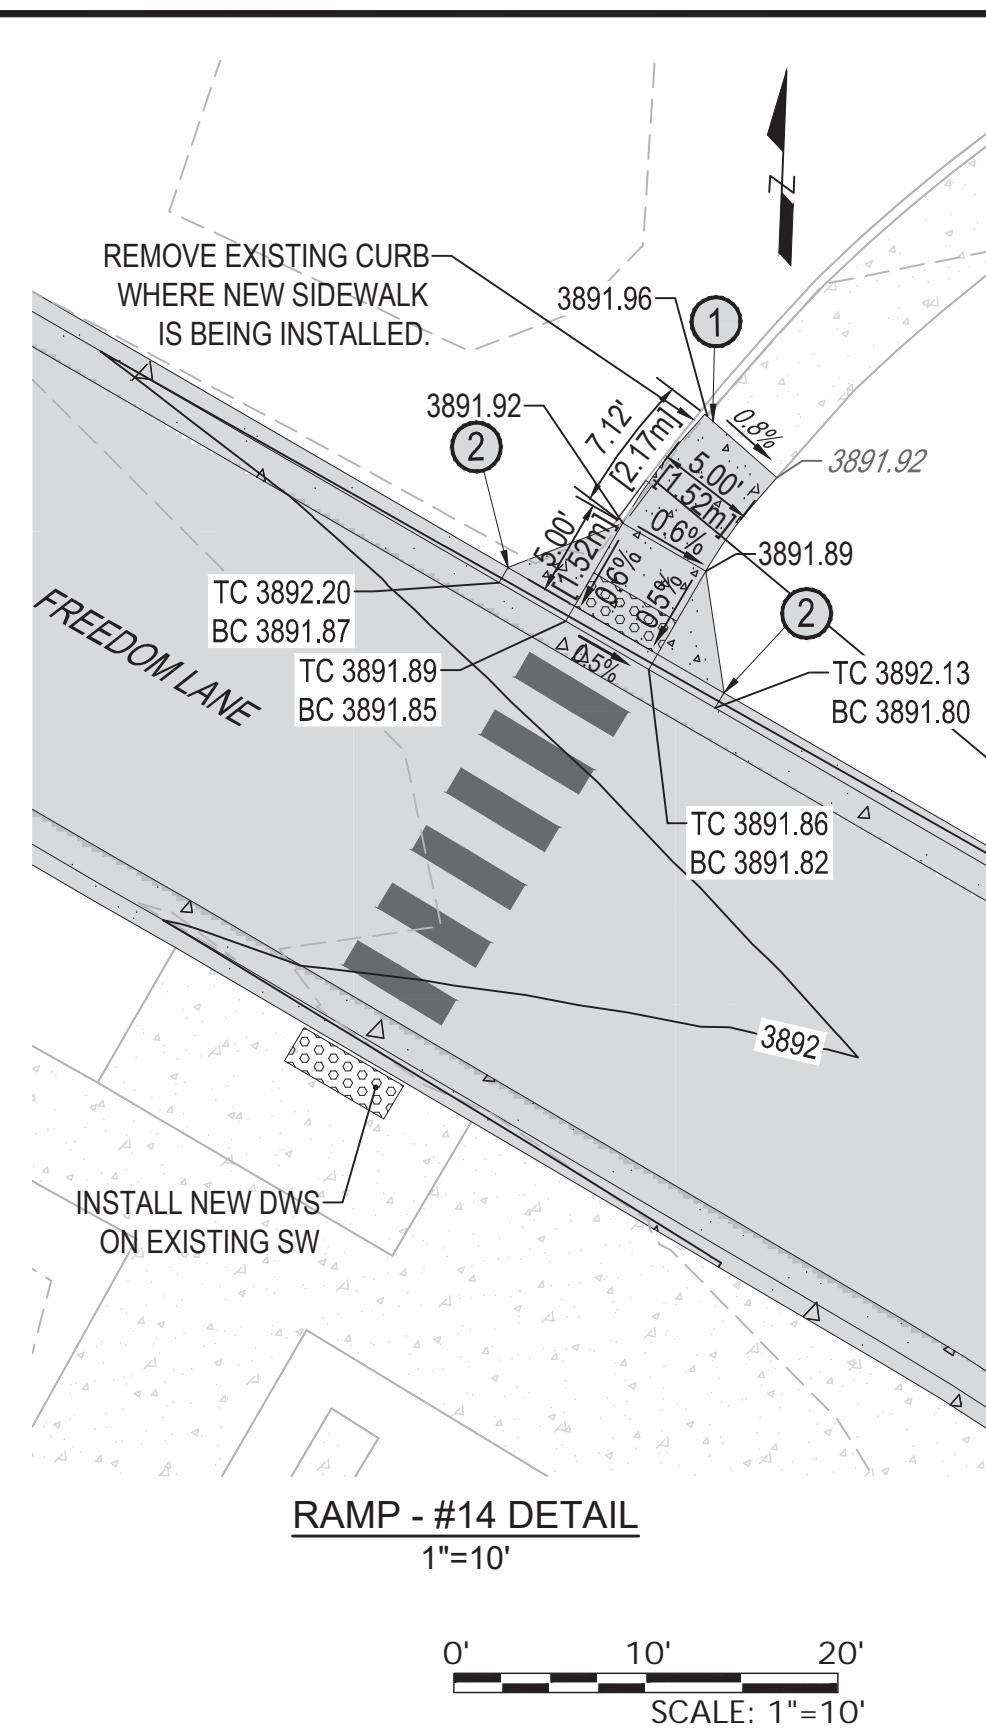 N
REMOVE EXISTING CURB
WHERE NEW SIDEWALK
IS BEING INSTALLED.
3891.96
1
3891.92
2
7.12'
[2.17m]
0.8%
3891.92
5.00'
[1.52m]
5.00'
[1.52m]
0.6%
0.6%
0.5%
3891.89
2
TC 3892.20
BC 3891.87
FREEDOM LANE
TC 3891.89
BC 3891.85
0.5%
TC 3892.13
BC 3891.80
TC 3891.86
BC 3891.82
3892
INSTALL NEW DWS
ON EXISTING SW
RAMP - #14 DETAIL
1"=10'
0' 10' 20'
SCALE: 1"=10'